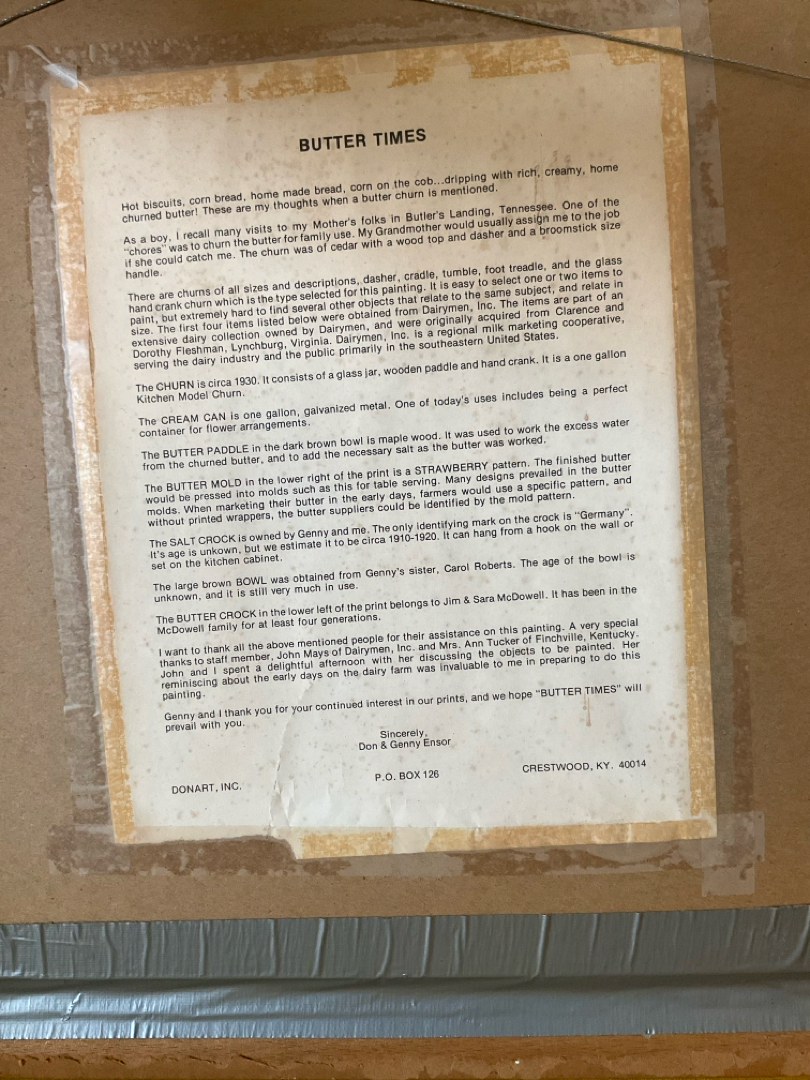 BUTTER TIMES
Hot biscuits, corn bread, home made bread, corn on the cob...dripping with rich, creamy, home
churned butter! These are my thoughts when a butter churn is mentioned.
As a boy, I recall many visits to my Mother's folks in Butler's Landing, Tennessee. One of the
"chores" was to churn the butter for family use. My Grandmother would usually assign me to the job
if she could catch me. The churn was of cedar with a wood top and dasher and a broomstick size
handle.
There are churns of all sizes and descriptions, dasher, cradle, tumble, foot treadle, and the glass
hand crank churn which is the type selected for this painting. It is easy to select one or two items to
paint, but extremely hard to find several other objects that relate to the same subject, and relate in
size. The first four items listed below were obtained from Dairymen, Inc. The items are part of an
extensive dairy collection owned by Dairymen, and were originally acquired from Clarence and
Dorothy Fleshman, Lynchburg, Virginia. Dairymen, Inc. is a regional milk marketing cooperative,
serving the dairy industry and the public primarily in the southeastern United States.
The CHURN is circa 1930. It consists of a glass jar, wooden paddle and hand crank. It is a one gallon
Kitchen Model Churn.
The CREAM CAN is one gallon, galvanized metal. One of today's uses includes being a perfect
container for flower arrangements.
The BUTTER PADDLE in the dark brown bowl is maple wood. It was used to work the excess water
from the churned butter, and to add the necessary salt as the butter was worked.
The BUTTER MOLD in the lower right of the print is a STRAWBERRY pattern. The finished butter
would be pressed into molds such as this for table serving. Many designs prevailed in the butter
molds. When marketing their butter in the early days, farmers would use a specific pattern, and
without printed wrappers, the butter suppliers could be identified by the mold pattern.
The SALT CROCK is owned by Genny and me. The only identifying mark on the crock is "Germany".
It's age is unkown, but we estimate it to be circa 1910-1920. It can hang from a hook on the wall or
set on the kitchen cabinet.
The large brown BOWL was obtained from Genny's sister, Carol Roberts. The age of the bowl is
unknown, and it is still very much in use.
The BUTTER CROCK in the lower left of the print belongs to Jim & Sara McDowell. It has been in the
McDowell family for at least four generations.
I want to thank all the above mentioned people for their assistance on this painting. A very special
thanks to staff member, John Mays of Dairymen, Inc. and Mrs. Ann Tucker of Finchville, Kentucky.
John and I spent a delightful afternoon with her discussing the objects to be painted. Her
reminiscing about the early days on the dairy farm was invaluable to me in preparing to do this
painting.
Genny and I thank you for your continued interest in our prints, and we hope "BUTTER TIMES" will
prevail with you.
Sincerely,
Don & Genny Ensor
DONART, INC. P.O. BOX 126 CRESTWOOD, KY. 40014